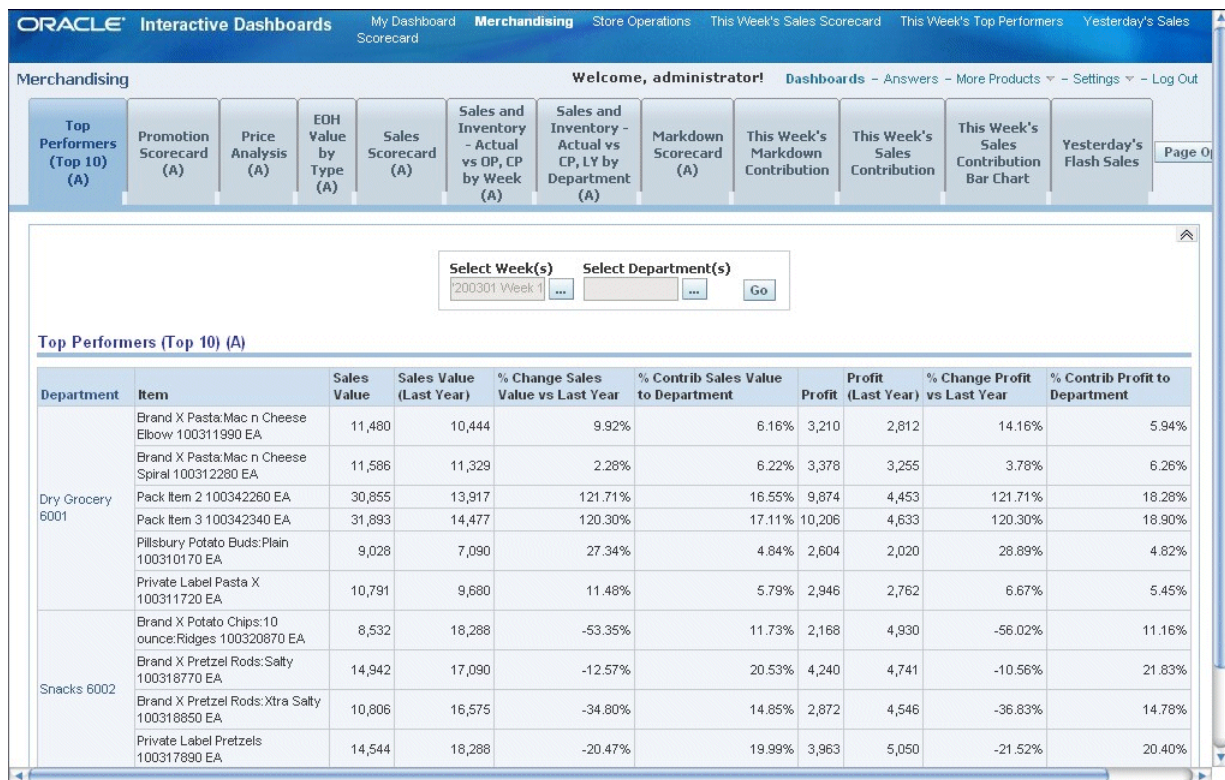 ORACLE Interactive Dashboards
My Dashboard Merchandising Store Operations This Week's Sales Scorecard This Week's Top Performers Yesterday's Sales
Scorecard
Merchandising
Welcome, administrator! Dashboards - Answers - More Products - Settings - Log Out
Top
Performers
(Top 10)
(A)
Promotion
Scorecard
(A)
Price
Analysis
(A)
EOH
Value
by
Type
(A)
Sales
Scorecard
(A)
Sales and
Inventory
- Actual
vs OP, CP
by Week
(A)
Sales and
Inventory -
Actual vs
CP, LY by
Department
(A)
Markdown
Scorecard
(A)
This Week's
Markdown
Contribution
This Week's
Sales
Contribution
This Week's
Sales
Contribution
Bar Chart
Yesterday's
Flash Sales
Page
Select Week(s) Select Department(s)
'200301 Week 1 ... ... Go
Top Performers (Top 10) (A)
Department Item Sales Value Sales Value (Last Year) % Change Sales Value vs Last Year % Contrib Sales Value to Department Profit Profit (Last Year) % Change Profit vs Last Year % Contrib Profit to Department
Dry Grocery
6001
Brand X Pasta:Mac n Cheese
Elbow 100311990 EA
11,480 10,444 9.92% 6.16% 3,210 2,812 14.16% 5.94%
Brand X Pasta:Mac n Cheese
Spiral 100312280 EA
11,586 11,329 2.28% 6.22% 3,378 3,255 3.78% 6.26%
Pack Item 2 100342260 EA 30,855 13,917 121.71% 16.55% 9,874 4,453 121.71% 18.28%
Pack Item 3 100342340 EA 31,893 14,477 120.30% 17.11% 10,206 4,633 120.30% 18.90%
Pillsbury Potato Buds:Plain
100310170 EA
9,028 7,090 27.34% 4.84% 2,604 2,020 28.89% 4.82%
Private Label Pasta X
100311720 EA
10,791 9,680 11.48% 5.79% 2,946 2,762 6.67% 5.45%
Snacks 6002
Brand X Potato Chips:10
ounce:Ridges 100320870 EA
8,532 18,288 -53.35% 11.73% 2,168 4,930 -56.02% 11.16%
Brand X Pretzel Rods:Salty
100318770 EA
14,942 17,090 -12.57% 20.53% 4,240 4,741 -10.56% 21.83%
Brand X Pretzel Rods:Xtra Salty
100318850 EA
10,806 16,575 -34.80% 14.85% 2,872 4,546 -36.83% 14.78%
Private Label Pretzels
100317890 EA
14,544 18,288 -20.47% 19.99% 3,963 5,050 -21.52% 20.40%